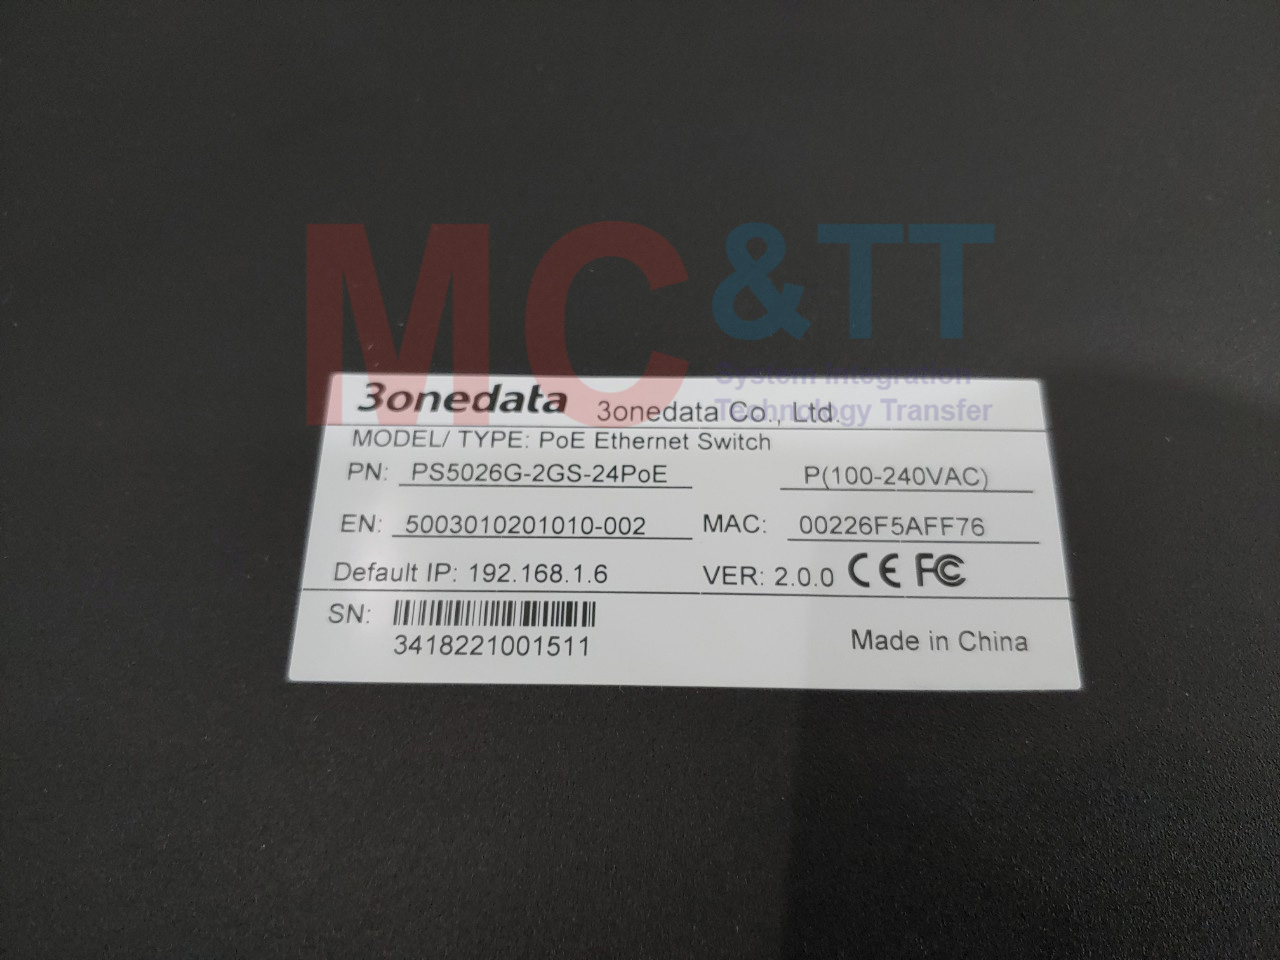 MC&TT
System Integration
Technology Transfer
3onedata 3onedata Co., Ltd.
MODEL/ TYPE: PoE Ethernet Switch
PN: PS5026G-2GS-24PoE P(100-240VAC)
EN: 5003010201010-002 MAC: 00226F5AFF76
Default IP: 192.168.1.6 VER: 2.0.0 CE FC
SN:
3418221001511 Made in China